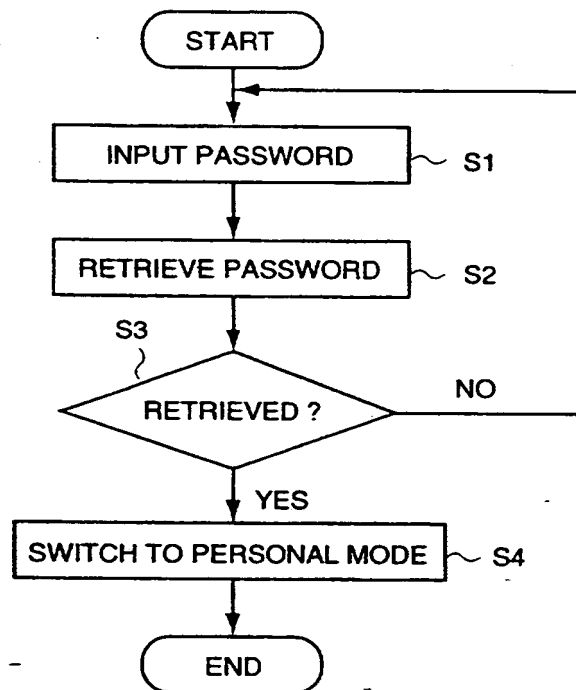 START
INPUT PASSWORD
S1
RETRIEVE PASSWORD
S2
S3
RETRIEVED ?
NO
YES
SWITCH TO PERSONAL MODE
S4
END